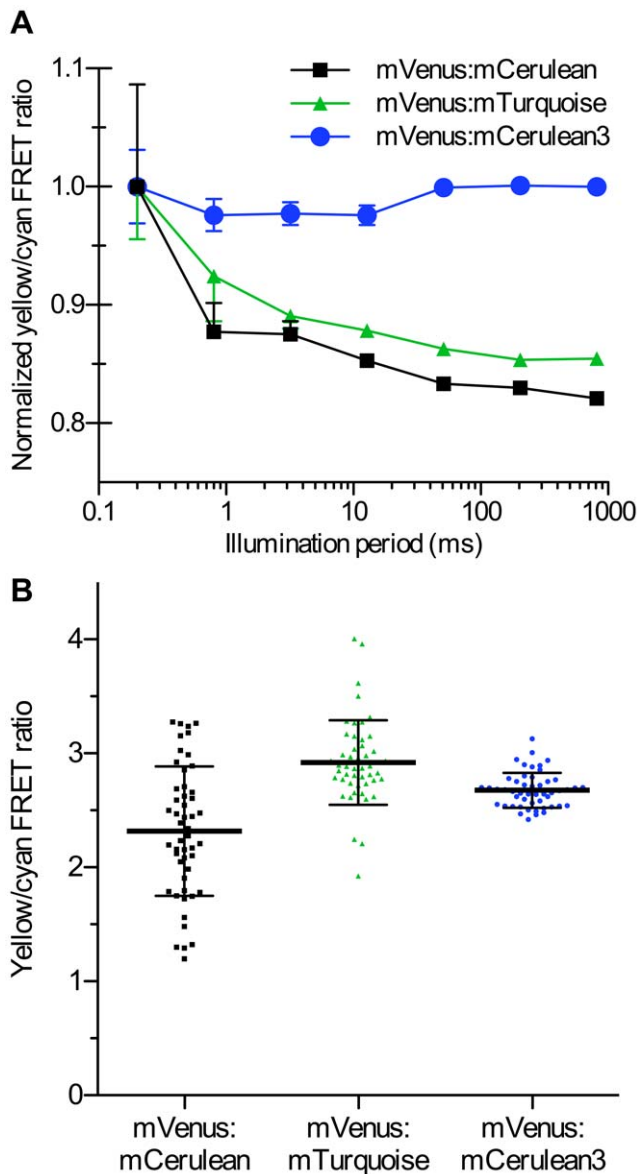 A
Normalized yellow/cyan FRET ratio
1.1
1.0
0.9
0.8
mVenus:mCerulean
mVenus:mTurquoise
mVenus:mCerulean3
0.1
1
10
100
1000
Illumination period (ms)
B
Yellow/cyan FRET ratio
4
3
2
1
0
mVenus:
mCerulean
mVenus:
mTurquoise
mVenus:
mCerulean3